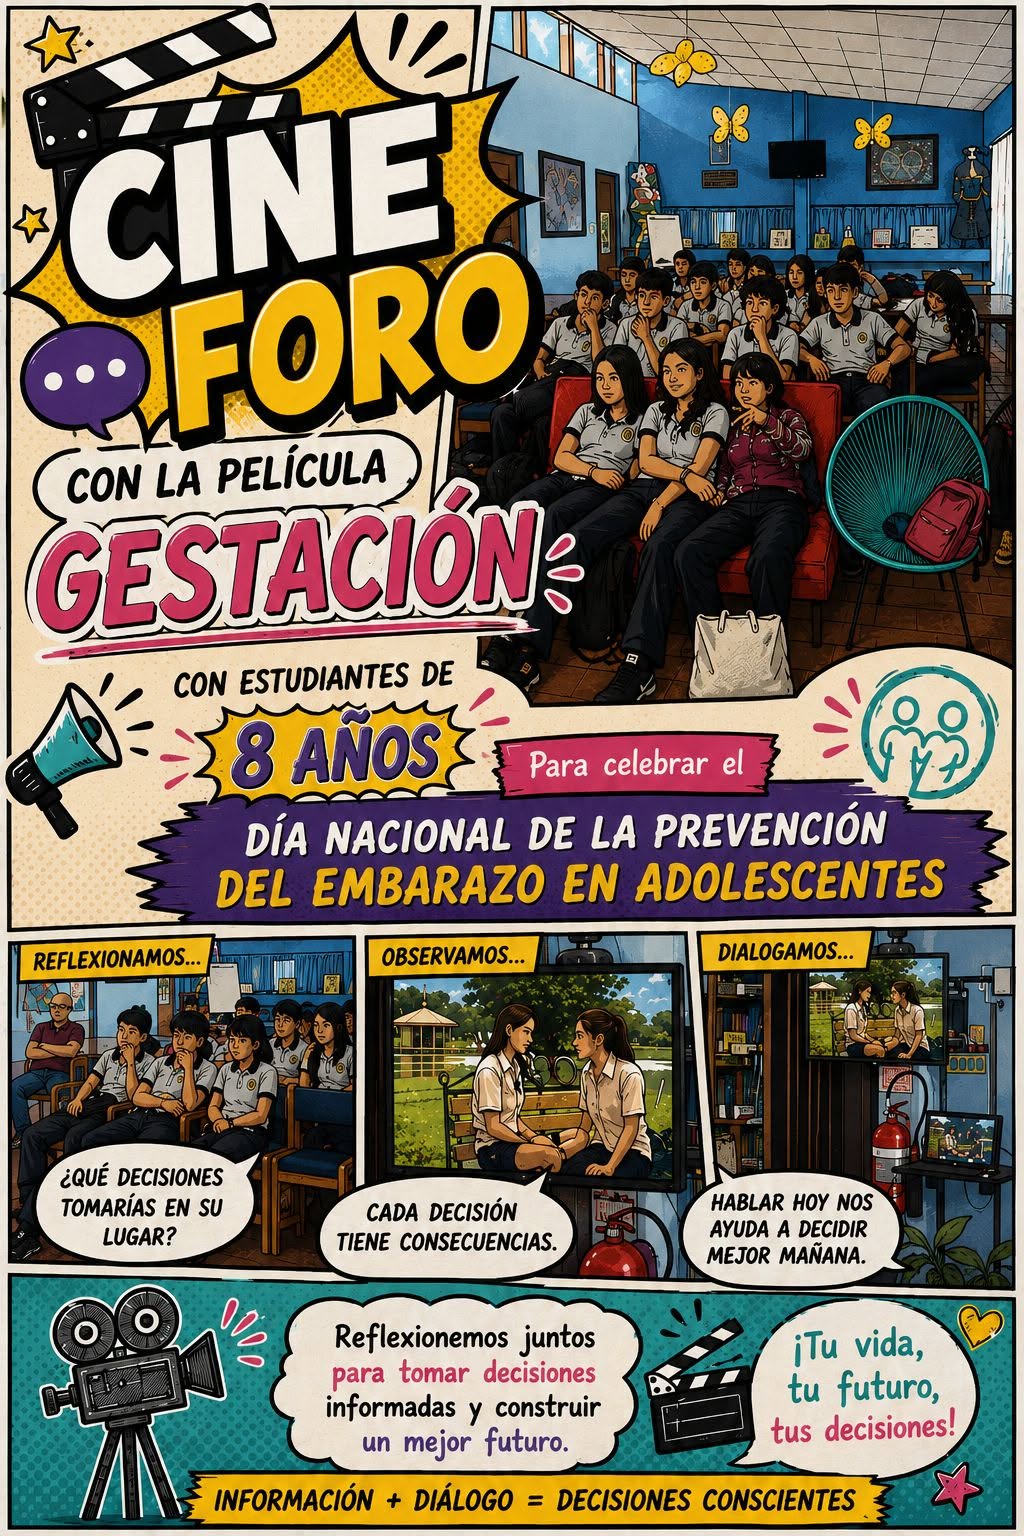 CINE
FORO
CON LA PELÍCULA
GESTACIÓN
CON ESTUDIANTES DE
8 AÑOS
Para celebrar el
DÍA NACIONAL DE LA PREVENCIÓN
DEL EMBARAZO EN ADOLESCENTES
REFLEXIONAMOS...
¿QUÉ DECISIONES
TOMARÍAS EN SU
LUGAR?
OBSERVAMOS...
CADA DECISIÓN
TIENE CONSECUENCIAS.
DIALOGAMOS...
HABLAR HOY NOS
AYUDA A DECIDIR
MEJOR MAÑANA.
Reflexionemos juntos
para tomar decisiones
informadas y construir
un mejor futuro.
¡Tu vida,
tu futuro,
tus decisiones!
INFORMACIÓN + DIÁLOGO = DECISIONES CONSCIENTES